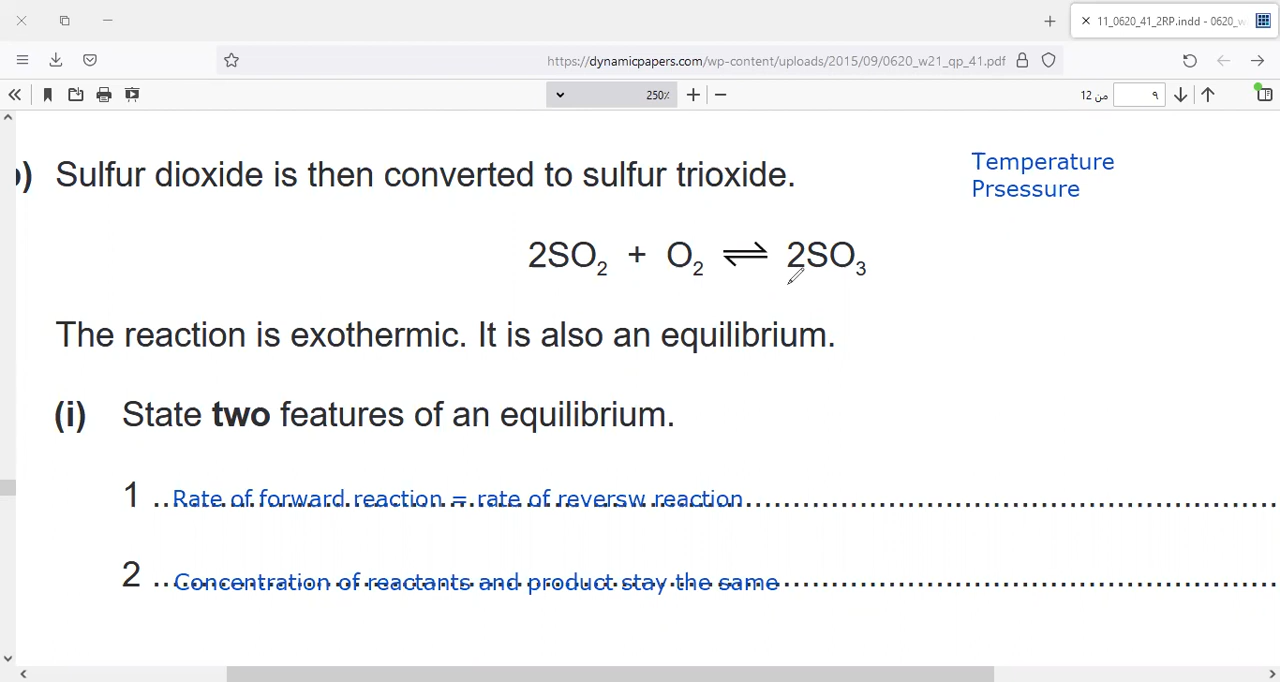 11_0620_41_2RP.indd - 0620_w
https://dynamicpapers.com/wp-content/uploads/2015/09/0620_w21_qp_41.pdf
250٪
٩ من 12
Temperature
Prsessure
) Sulfur dioxide is then converted to sulfur trioxide.
2SO₂ + O₂ ⇌ 2SO₃
The reaction is exothermic. It is also an equilibrium.
(i) State two features of an equilibrium.
1 Rate of forward reaction = rate of reversw reaction
2 Concentration of reactants and product stay the same